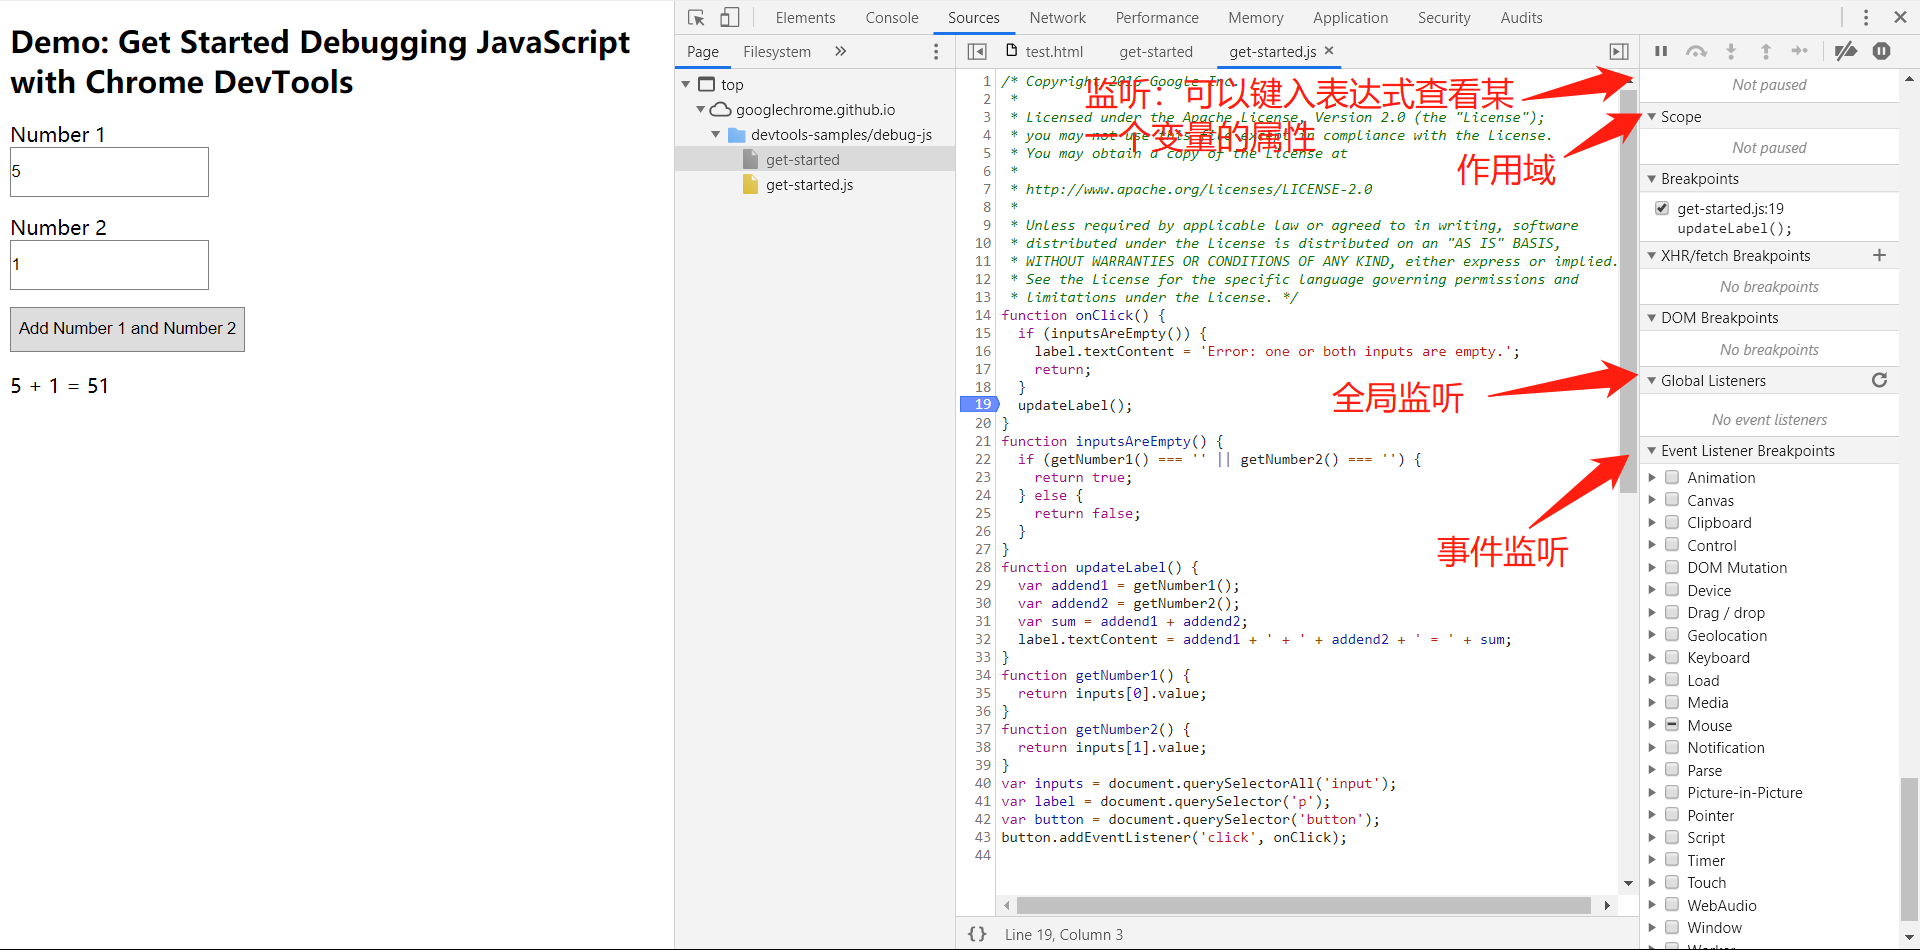 Demo: Get Started Debugging JavaScript
with Chrome DevTools
Number 1
5
Number 2
1
Add Number 1 and Number 2
5 + 1 = 51
Elements Console Sources Network Performance Memory Application Security Audits
Page Filesystem »
top
googlechrome.github.io
devtools-samples/debug-js
get-started
get-started.js
test.html get-started get-started.js ×
1 /* Copyright 2016 Google Inc.
2 *
3 * Licensed under the Apache License, Version 2.0 (the "License");
4 * you may not use this file except in compliance with the License.
5 * You may obtain a copy of the License at
6 *
7 * http://www.apache.org/licenses/LICENSE-2.0
8 *
9 * Unless required by applicable law or agreed to in writing, software
10 * distributed under the License is distributed on an "AS IS" BASIS,
11 * WITHOUT WARRANTIES OR CONDITIONS OF ANY KIND, either express or implied.
12 * See the License for the specific language governing permissions and
13 * limitations under the License. */
14 function onClick() {
15 if (inputsAreEmpty()) {
16 label.textContent = 'Error: one or both inputs are empty.';
17 return;
18 }
19 updateLabel();
20 }
21 function inputsAreEmpty() {
22 if (getNumber1() === '' || getNumber2() === '') {
23 return true;
24 } else {
25 return false;
26 }
27 }
28 function updateLabel() {
29 var addend1 = getNumber1();
30 var addend2 = getNumber2();
31 var sum = addend1 + addend2;
32 label.textContent = addend1 + ' + ' + addend2 + ' = ' + sum;
33 }
34 function getNumber1() {
35 return inputs[0].value;
36 }
37 function getNumber2() {
38 return inputs[1].value;
39 }
40 var inputs = document.querySelectorAll('input');
41 var label = document.querySelector('p');
42 var button = document.querySelector('button');
43 button.addEventListener('click', onClick);
44
{} Line 19, Column 3
监听：可以键入表达式查看某
一个变量的属性
作用域
全局监听
事件监听
Not paused
Scope
Not paused
Breakpoints
get-started.js:19
updateLabel();
XHR/fetch Breakpoints +
No breakpoints
DOM Breakpoints
No breakpoints
Global Listeners
No event listeners
Event Listener Breakpoints
Animation
Canvas
Clipboard
Control
DOM Mutation
Device
Drag / drop
Geolocation
Keyboard
Load
Media
Mouse
Notification
Parse
Picture-in-Picture
Pointer
Script
Timer
Touch
WebAudio
Window
Worker